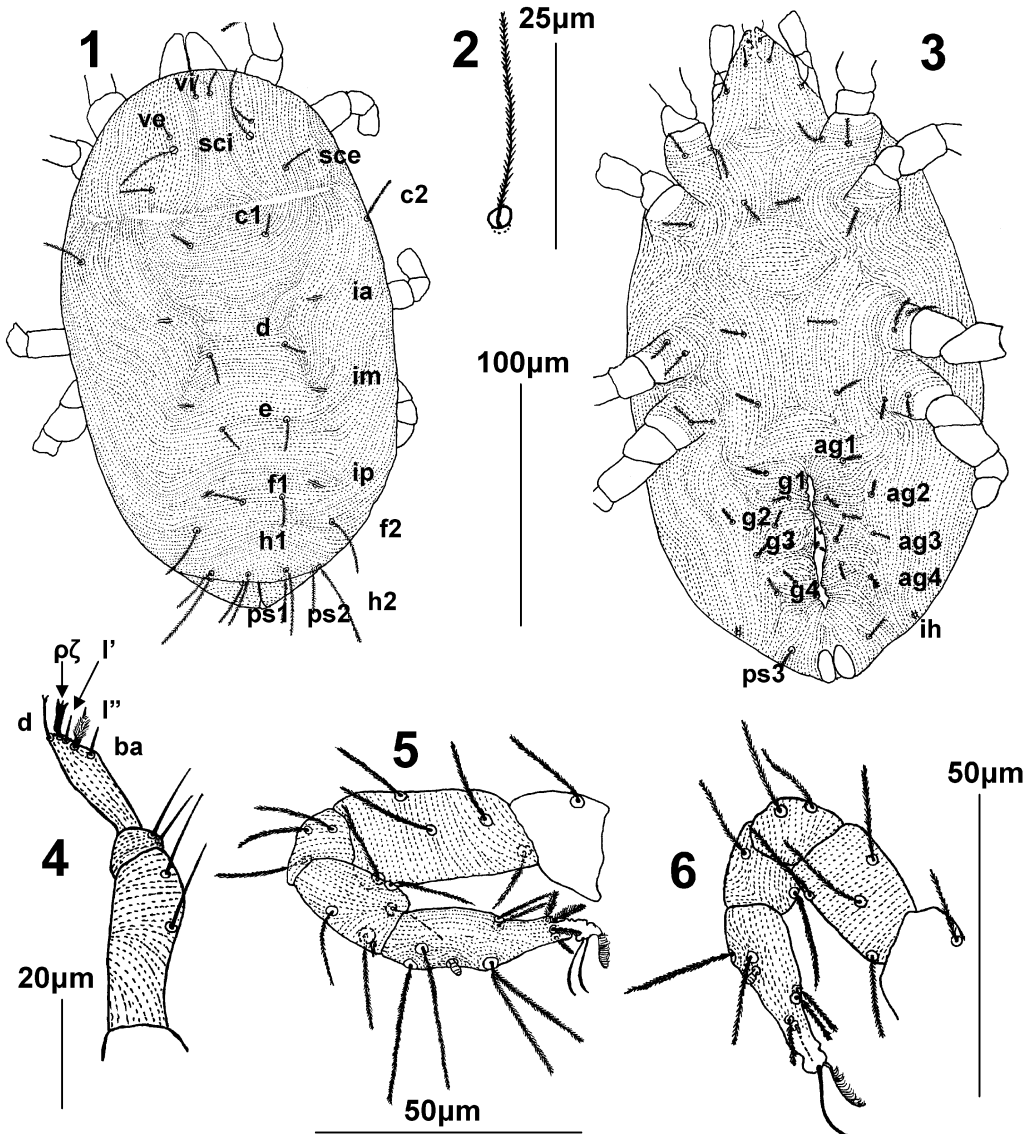 1
2
25µm
3
vi
ve
sci
sce
c1
c2
ia
d
im
e
ip
f1
f2
h1
h2
ps1
ps2
100µm
ag1
g1
ag2
g2
g3
ag3
g4
ag4
ih
ps3
ρζ
l’
d
l”
ba
4
20µm
5
50µm
6
50µm